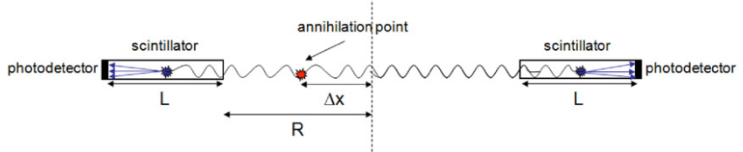 annihilation point
scintillator
scintillator
photodetector
photodetector
L
Δx
L
R